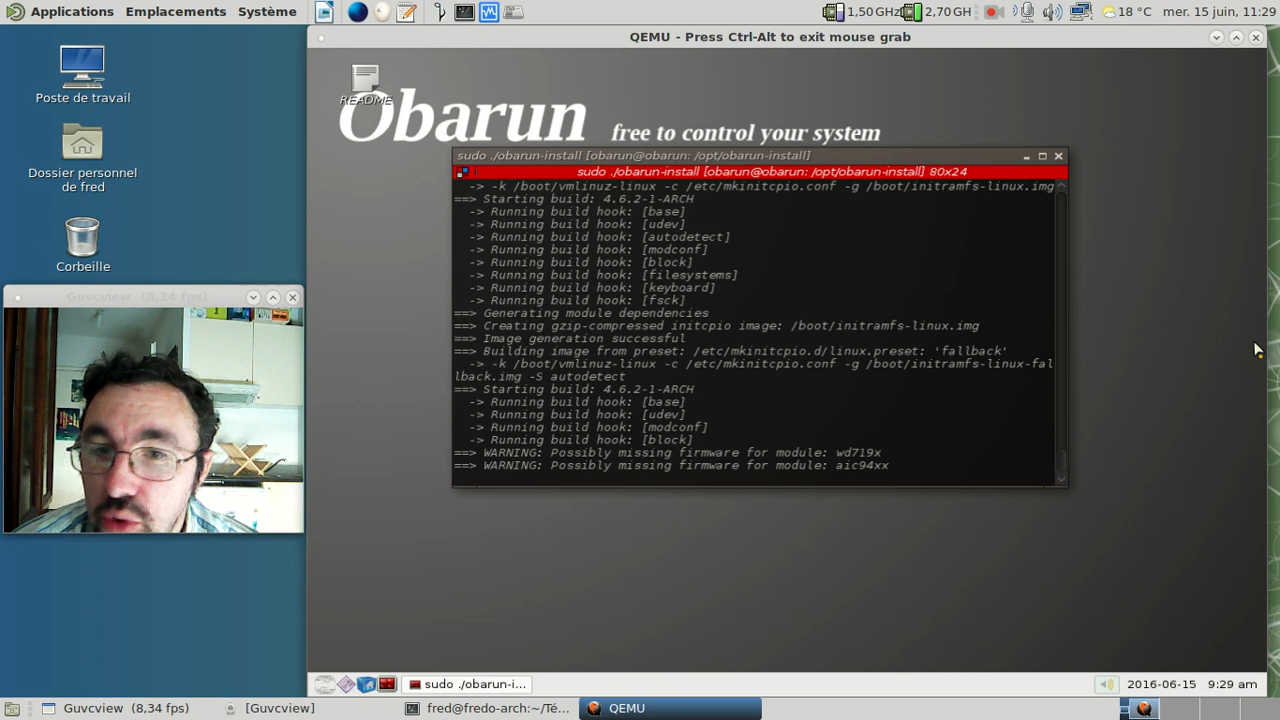 Applications Emplacements Système
1,50 GHz
2,70 GH
18 °C
mer. 15 juin, 11:29
Poste de travail
Dossier personnel
de fred
Corbeille
Guvcview (8,34 fps)
QEMU - Press Ctrl-Alt to exit mouse grab
README
Obarun free to control your system
sudo ./obarun-install [obarun@obarun: /opt/obarun-install]
sudo ./obarun-install [obarun@obarun: /opt/obarun-install] 80x24
-> -k /boot/vmlinuz-linux -c /etc/mkinitcpio.conf -g /boot/initramfs-linux.img
==> Starting build: 4.6.2-1-ARCH
-> Running build hook: [base]
-> Running build hook: [udev]
-> Running build hook: [autodetect]
-> Running build hook: [modconf]
-> Running build hook: [block]
-> Running build hook: [filesystems]
-> Running build hook: [keyboard]
-> Running build hook: [fsck]
==> Generating module dependencies
==> Creating gzip-compressed initcpio image: /boot/initramfs-linux.img
==> Image generation successful
==> Building image from preset: /etc/mkinitcpio.d/linux.preset: 'fallback'
-> -k /boot/vmlinuz-linux -c /etc/mkinitcpio.conf -g /boot/initramfs-linux-fal
lback.img -S autodetect
==> Starting build: 4.6.2-1-ARCH
-> Running build hook: [base]
-> Running build hook: [udev]
-> Running build hook: [modconf]
-> Running build hook: [block]
==> WARNING: Possibly missing firmware for module: wd719x
==> WARNING: Possibly missing firmware for module: aic94xx
sudo ./obarun-i...
2016-06-15 9:29 am
Guvcview (8,34 fps)
[Guvcview]
fred@fredo-arch:~/Té...
QEMU